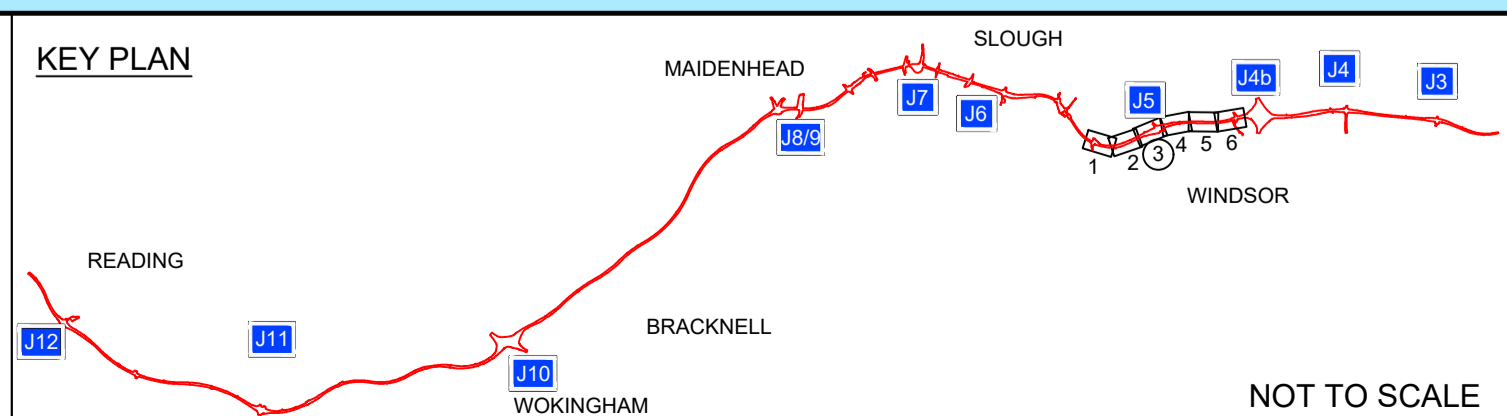 KEY PLAN
SLOUGH
MAIDENHEAD
J7
J6
J8/9
J5
J4b
J4
J3
1
2
3
4
5
6
WINDSOR
READING
J12
J11
BRACKNELL
J10
WOKINGHAM
NOT TO SCALE